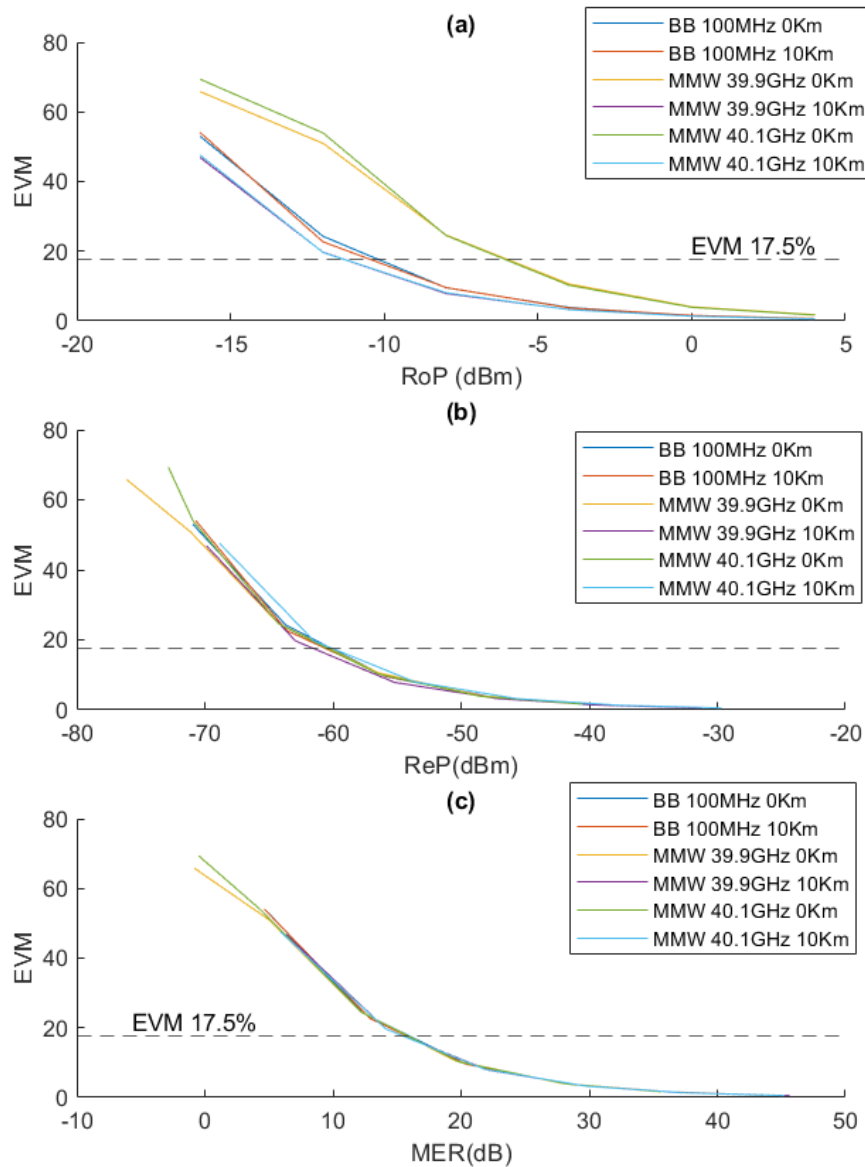 (a)
BB 100MHz 0Km
BB 100MHz 10Km
MMW 39.9GHz 0Km
MMW 39.9GHz 10Km
MMW 40.1GHz 0Km
MMW 40.1GHz 10Km
80
60
40
20
0
EVM
EVM 17.5%
-20
-15
-10
-5
0
5
RoP (dBm)
(b)
BB 100MHz 0Km
BB 100MHz 10Km
MMW 39.9GHz 0Km
MMW 39.9GHz 10Km
MMW 40.1GHz 0Km
MMW 40.1GHz 10Km
80
60
40
20
0
EVM
-80
-70
-60
-50
-40
-30
-20
ReP(dBm)
(c)
BB 100MHz 0Km
BB 100MHz 10Km
MMW 39.9GHz 0Km
MMW 39.9GHz 10Km
MMW 40.1GHz 0Km
MMW 40.1GHz 10Km
80
60
40
20
0
EVM
EVM 17.5%
-10
0
10
20
30
40
50
MER(dB)